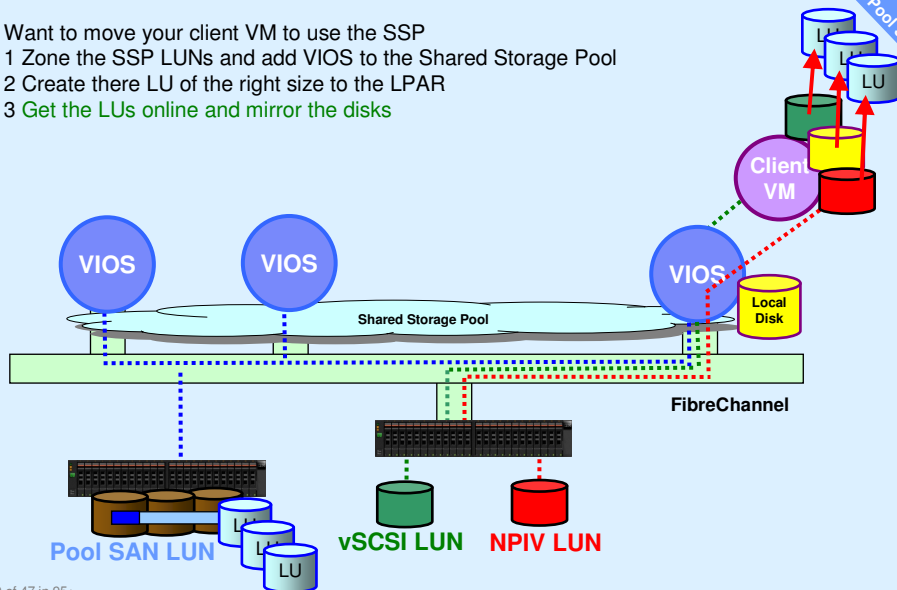 Want to move your client VM to use the SSP
1 Zone the SSP LUNs and add VIOS to the Shared Storage Pool
2 Create there LU of the right size to the LPAR
3 Get the LUs online and mirror the disks
Pool
LU
LU
LU
Client
VM
VIOS
VIOS
VIOS
Local
Disk
Shared Storage Pool
FibreChannel
LU
LU
LU
Pool SAN LUN
vSCSI LUN
NPIV LUN